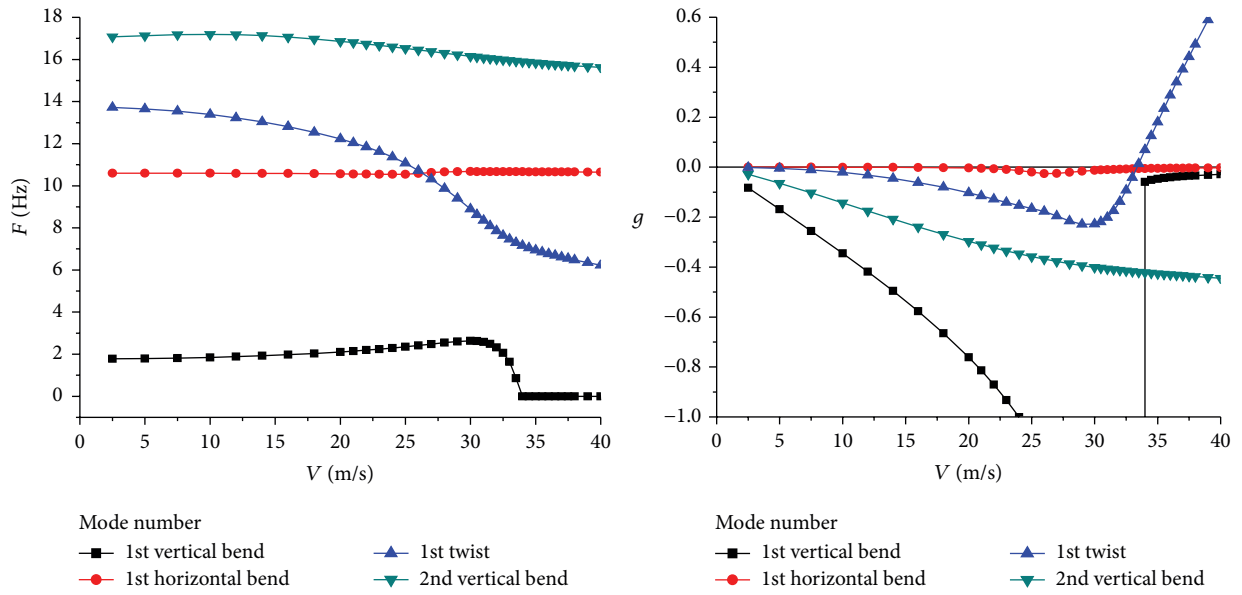 18
16
14
12
10
8
6
4
2
0
F (Hz)
0 5 10 15 20 25 30 35 40
V (m/s)
Mode number
1st vertical bend
1st twist
1st horizontal bend
2nd vertical bend
0.6
0.4
0.2
0.0
−0.2
−0.4
−0.6
−0.8
−1.0
g
0 5 10 15 20 25 30 35 40
V (m/s)
Mode number
1st vertical bend
1st twist
1st horizontal bend
2nd vertical bend